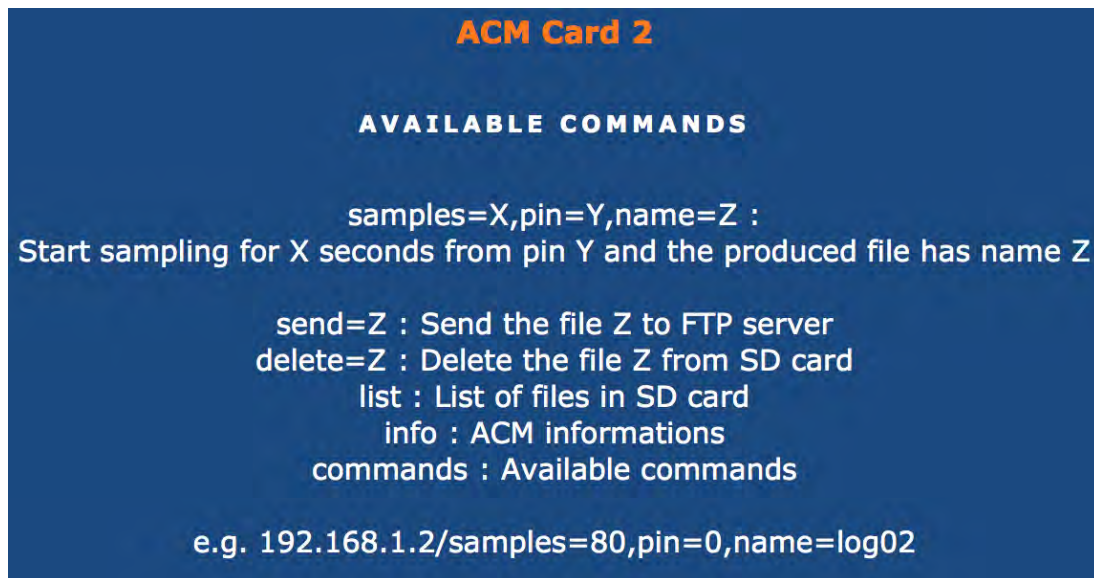 ACM Card 2
AVAILABLE COMMANDS
samples=X,pin=Y,name=Z :
Start sampling for X seconds from pin Y and the produced file has name Z
send=Z : Send the file Z to FTP server
delete=Z : Delete the file Z from SD card
list : List of files in SD card
info : ACM informations
commands : Available commands
e.g. 192.168.1.2/samples=80,pin=0,name=log02